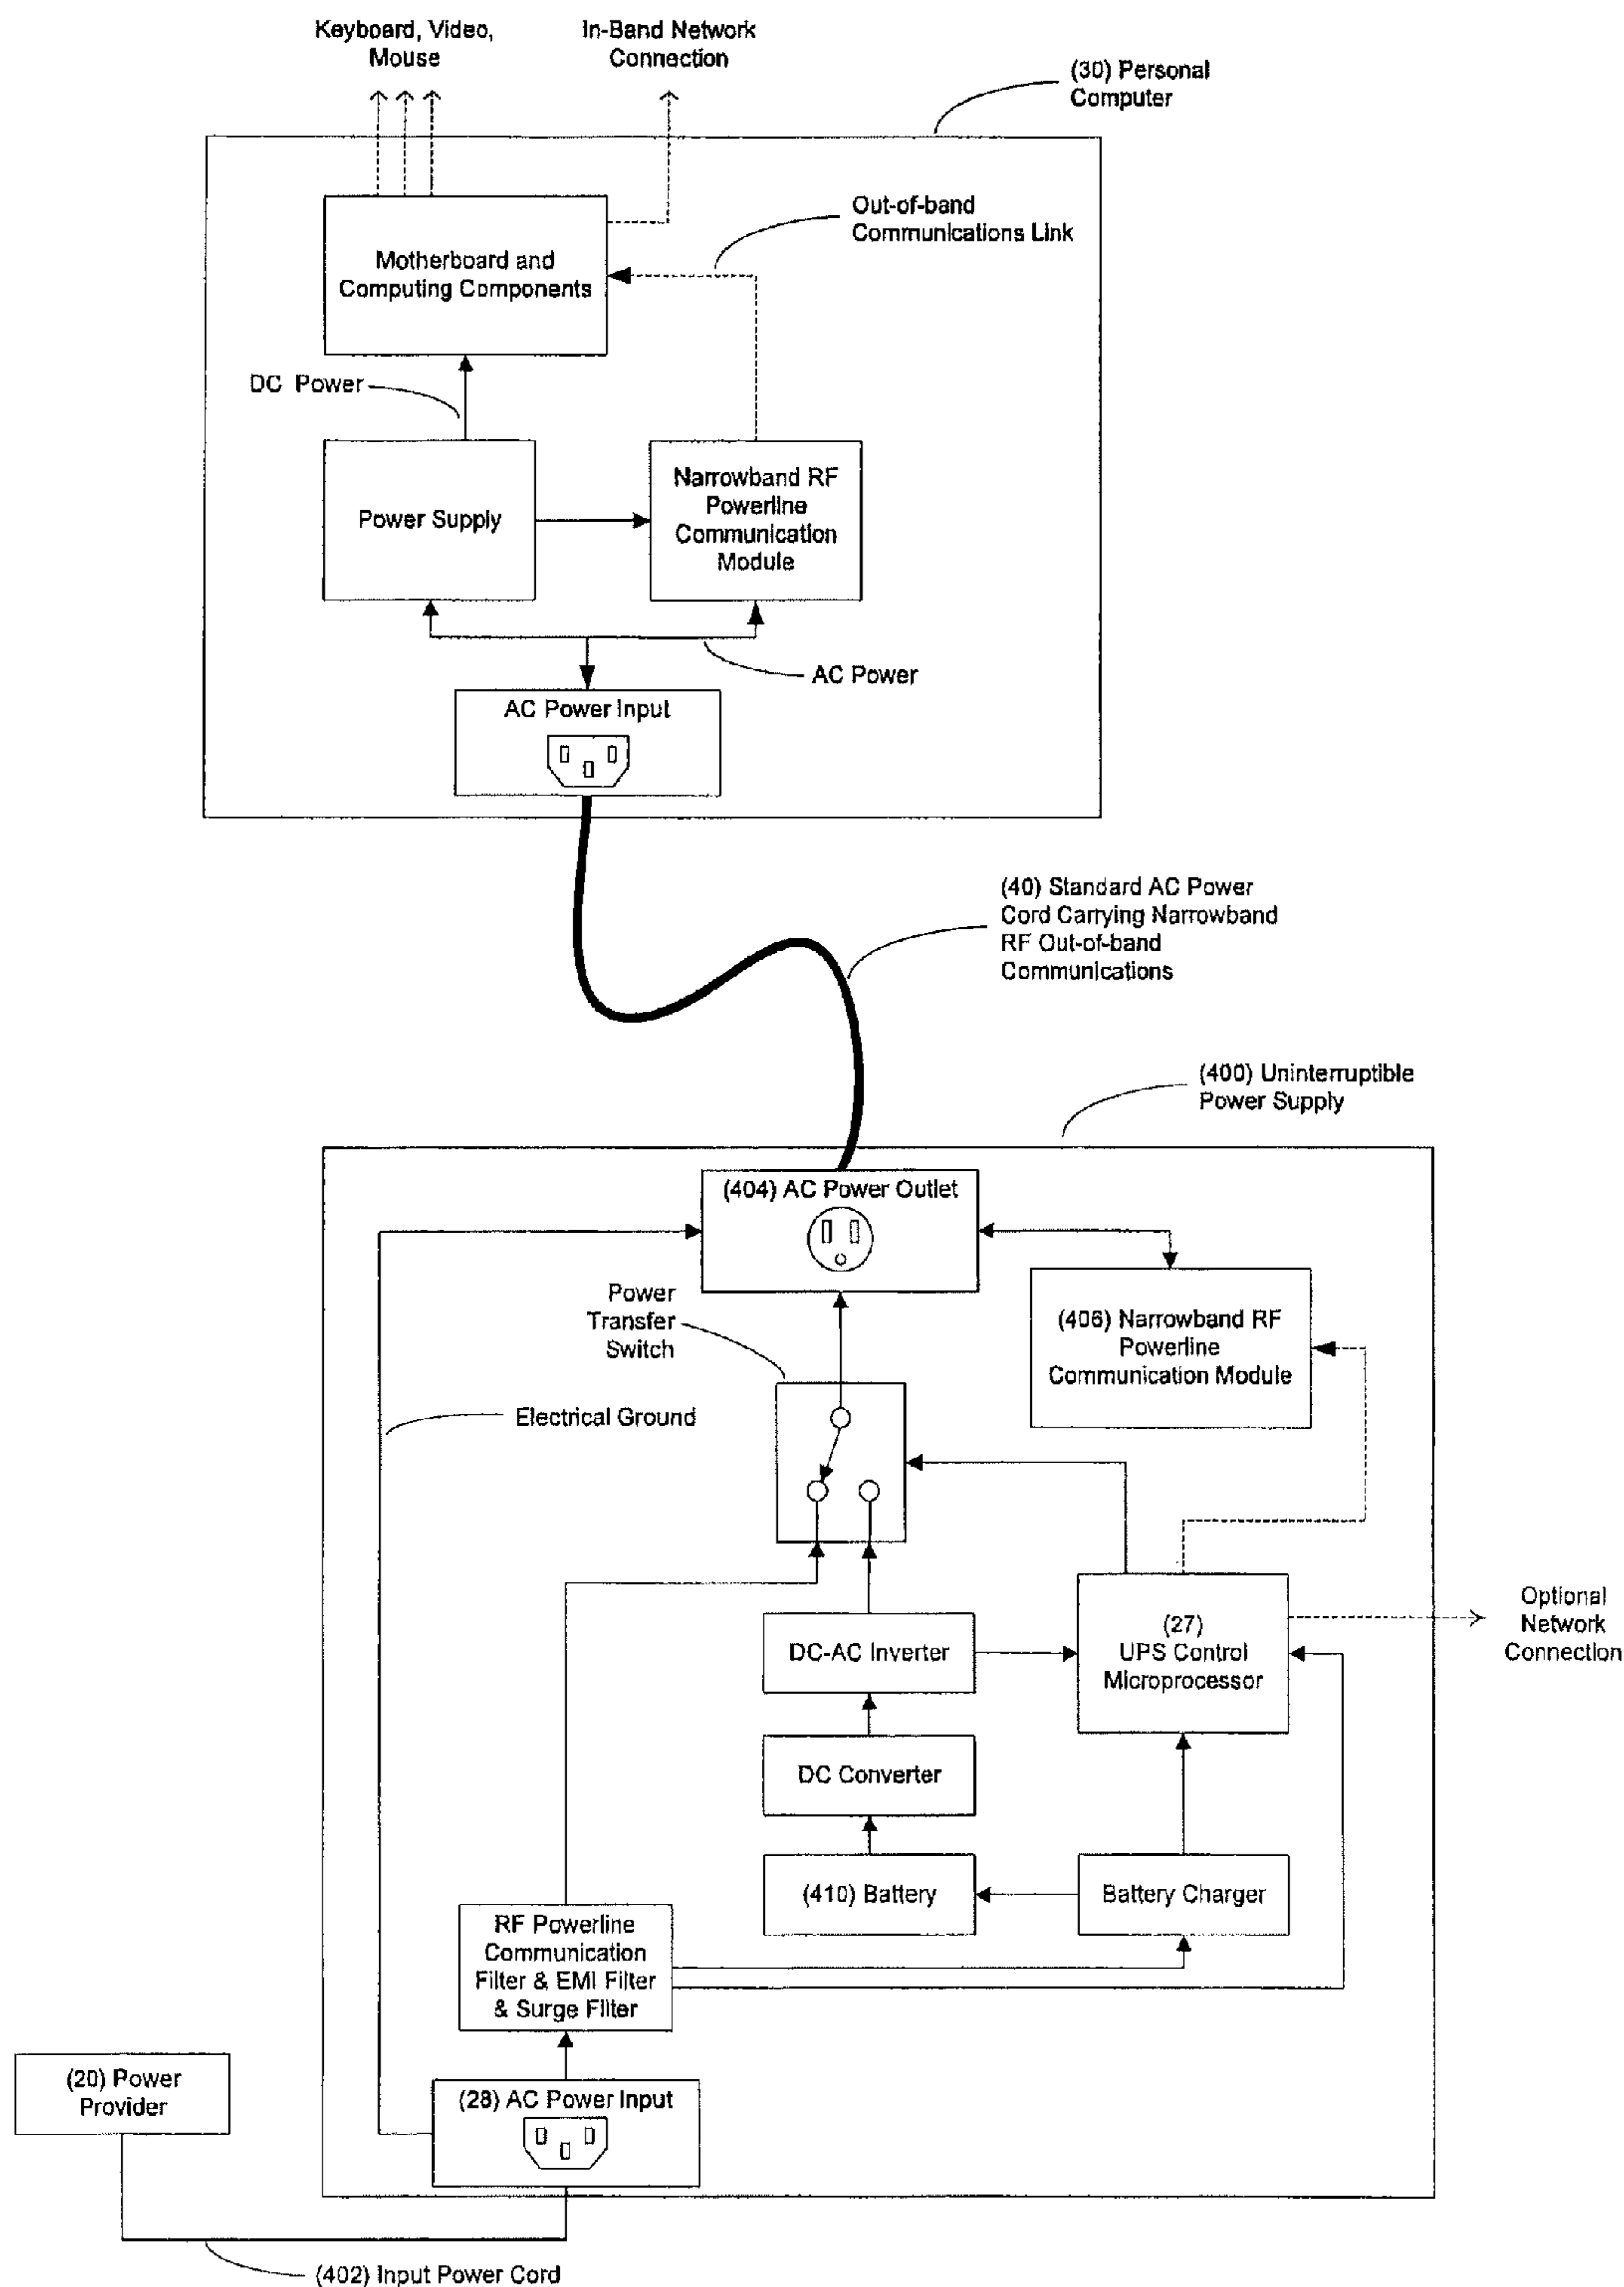 Keyboard, Video,
Mouse
In-Band Network
Connection
(30) Personal
Computer
Out-of-band
Communications Link
Motherboard and
Computing Components
DC Power
Power Supply
Narrowband RF
Powerline
Communication
Module
AC Power
AC Power Input
(40) Standard AC Power
Cord Carrying Narrowband
RF Out-of-band
Communications
(400) Uninterruptible
Power Supply
(404) AC Power Outlet
Power
Transfer
Switch
(406) Narrowband RF
Powerline
Communication Module
Electrical Ground
(27)
UPS Control
Microprocessor
Optional
Network
Connection
DC-AC Inverter
DC Converter
(410) Battery
Battery Charger
RF Powerline
Communication
Filter & EMI Filter
& Surge Filter
(20) Power
Provider
(28) AC Power Input
(402) Input Power Cord